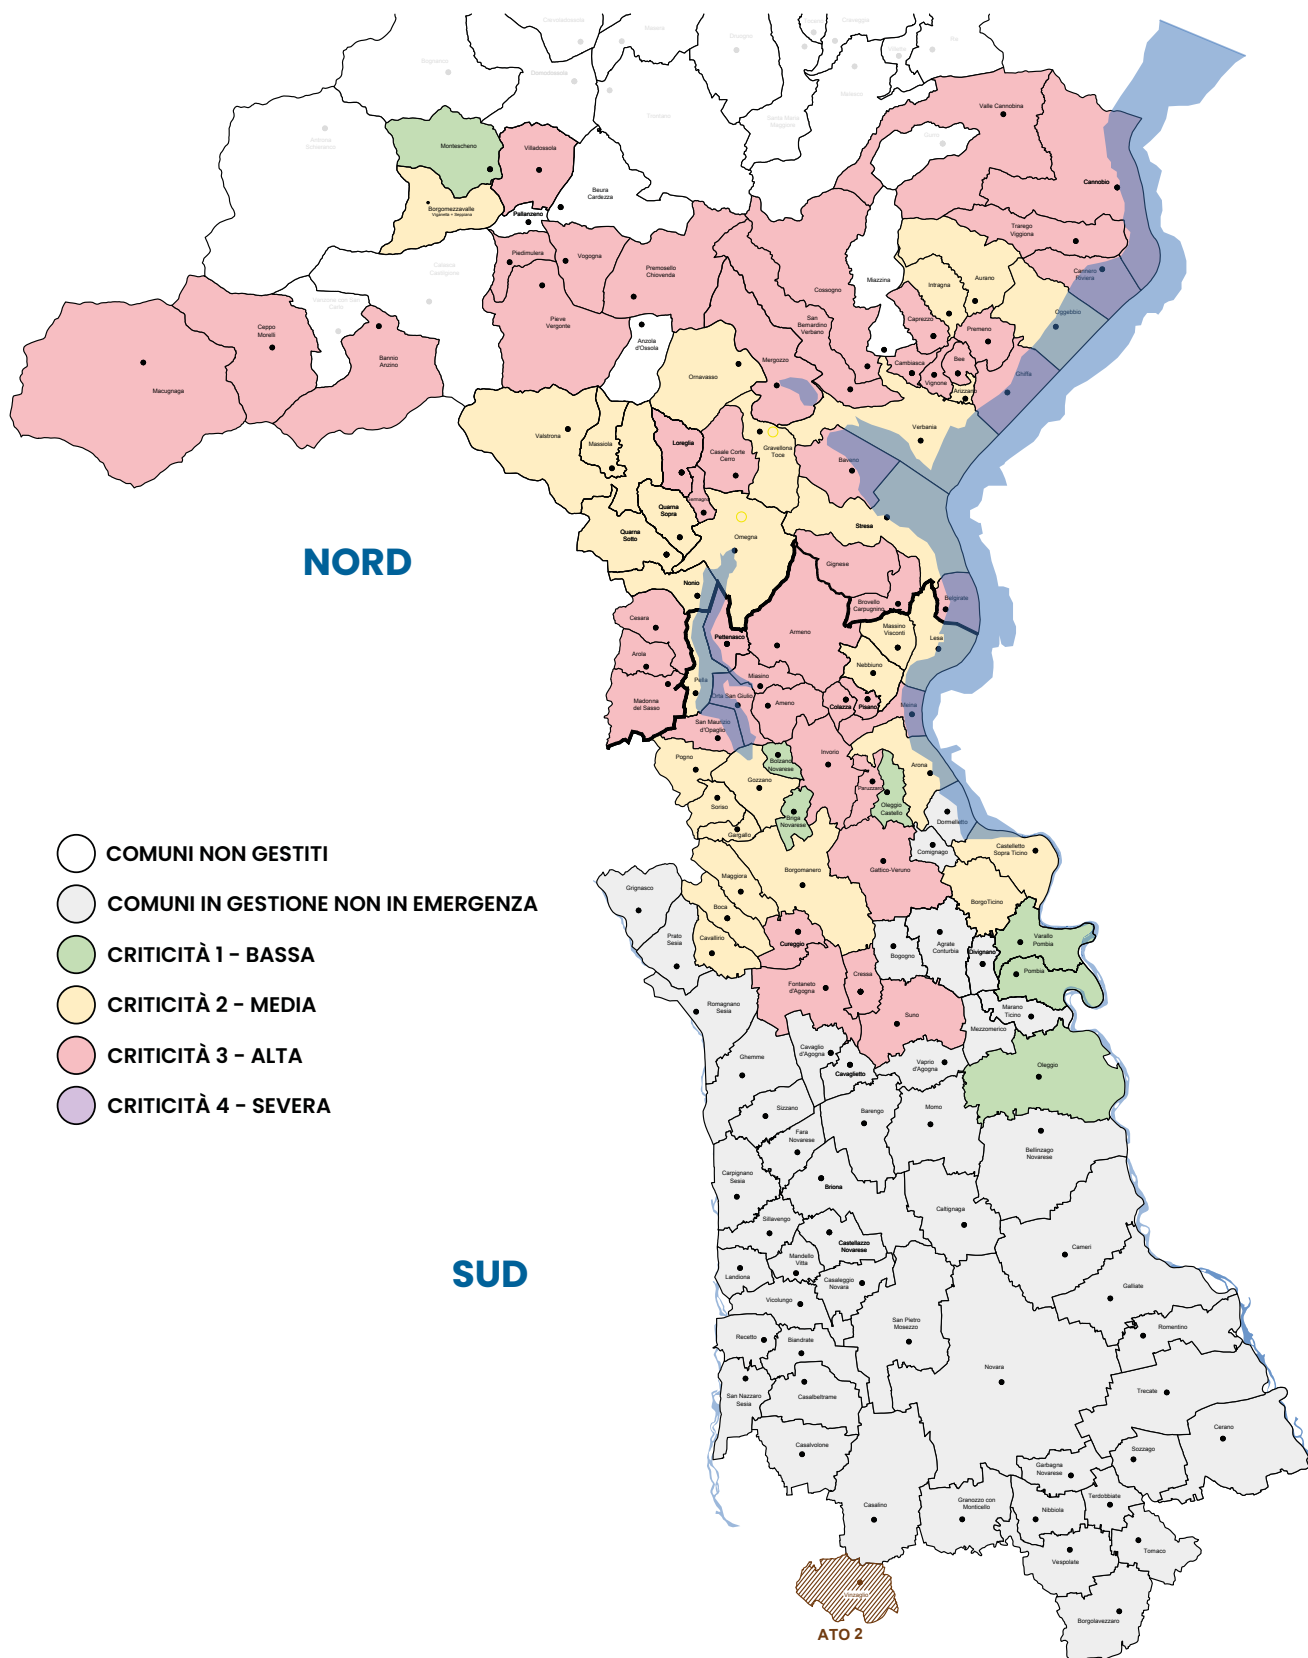 Montescheno
Villadossola
Borgomezzavalle
Viganella + Seppiana
Pallanzeno
Beura
Cardezza
Trontano
Santa Maria
Maggiore
Malesco
Valle Cannobina
Cannobio
Trarego
Viggiona
Cannero
Riviera
Piedimulera
Vogogna
Premosello
Chiovenda
Cossogno
Miazzina
Aurano
Intragna
Oggebbio
Macugnaga
Ceppo
Morelli
Bannio
Anzino
Pieve
Vergonte
Anzola
d'Ossola
San
Bernardino
Verbano
Caprezzo
Premeno
Mergozzo
Ornavasso
Cambiasca
Bee
Vignone
Arizzano
Ghiffa
Verbania
Valstrona
Massiola
Loreglia
Casale Corte
Cerro
Gravellona
Toce
Baveno
Quarna
Sopra
Quarna
Sotto
Stresa
Omegna
NORD
Gignese
Nonio
Brovello
Carpugnino
Belgirate
Cesara
Pettenasco
Armeno
Massino
Visconti
Lesa
Arola
Nebbiuno
Pella
Miasino
Madonna
del Sasso
Orta San Giulio
Ameno
Colazza
Pisano
Meina
San Maurizio
d'Opaglio
Invorio
Pogno
Bolzano
Novarese
Arona
Gozzano
Paruzzaro
Soriso
Oleggio
Castello
Briga
Novarese
Dormelletto
Gargallo
Comignago
Castelletto
Sopra Ticino
Gattico-Veruno
Borgomanero
Maggiora
Grignasco
BorgoTicino
Boca
COMUNI NON GESTITI
COMUNI IN GESTIONE NON IN EMERGENZA
CRITICITÀ 1 - BASSA
CRITICITÀ 2 - MEDIA
CRITICITÀ 3 - ALTA
CRITICITÀ 4 - SEVERA
Prato
Sesia
Cavallirio
Cureggio
Bogogno
Agrate
Conturbia
Divignano
Varallo
Pombia
Pombia
Fontaneto
d'Agogna
Cressa
Romagnano
Sesia
Suno
Marano
Ticino
Mezzomerico
Ghemme
Cavaglio
d'Agogna
Cavaglietto
Vaprio
d'Agogna
Oleggio
Sizzano
Barengo
Momo
Fara
Novarese
Bellinzago
Novarese
Carpignano
Sesia
Briona
Caltignaga
Sillavengo
Castellazzo
Novarese
Cameri
SUD
Landiona
Mandello
Vitta
Casaleggio
Novara
Galliate
Vicolungo
San Pietro
Mosezzo
Romentino
Recetto
Biandrate
Novara
Trecate
San Nazzaro
Sesia
Casalbeltrame
Cerano
Casalvolone
Sozzago
Garbagna
Novarese
Terdobbiate
Casalino
Granozzo con
Monticello
Nibbiola
Tornaco
Vespolate
Vinzaglio
Borgolavezzaro
ATO 2